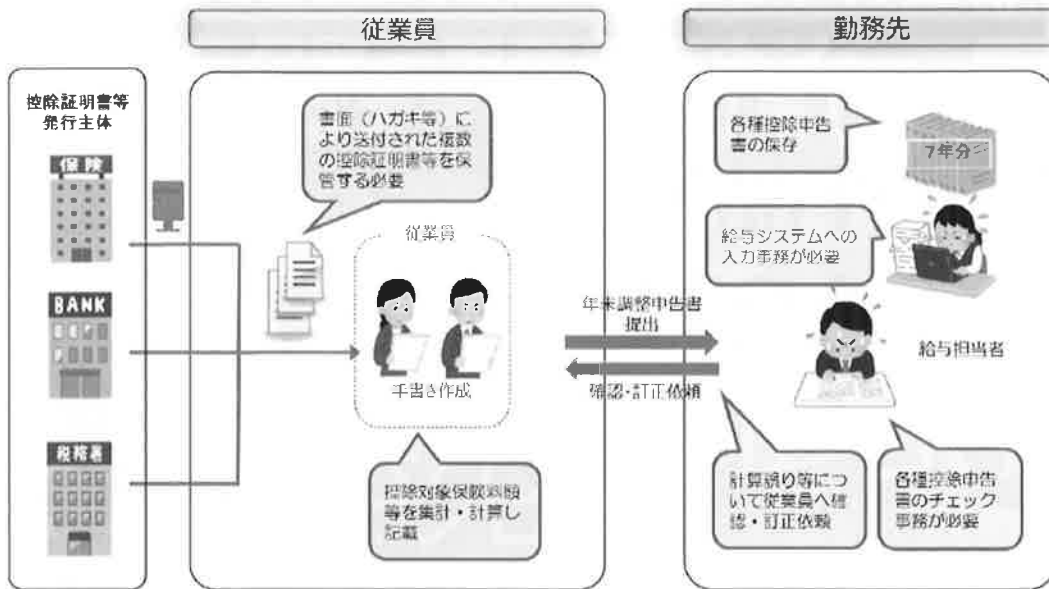 従業員
勤務先
控除証明書等
発行主体
保険
BANK
税務署
書面（ハガキ等）に
より送付された複数
の控除証明書等を保
管する必要
従業員
手書き作成
控除対象保険料額
等を集計・計算し
記載
年末調整申告書
提出
確認・訂正依頼
各種控除申告
書の保存
7年分
給与システムへの
入力事務が必要
給与担当者
計算誤り等につ
いて従業員へ確
認・訂正依頼
各種控除申告
書のチェック
事務が必要